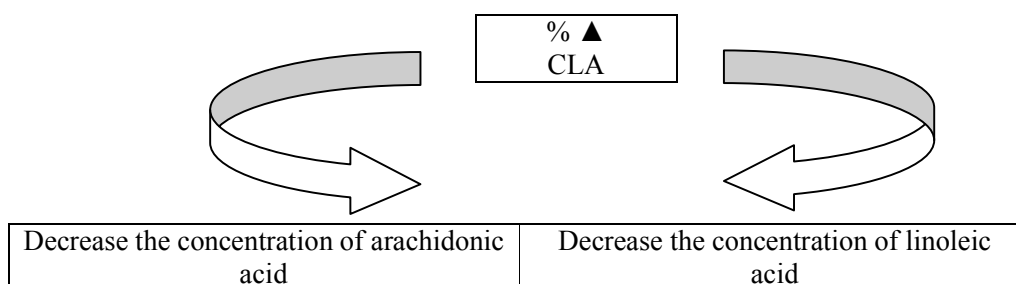 % ▲
CLA
Decrease the concentration of arachidonic
acid
Decrease the concentration of linoleic
acid